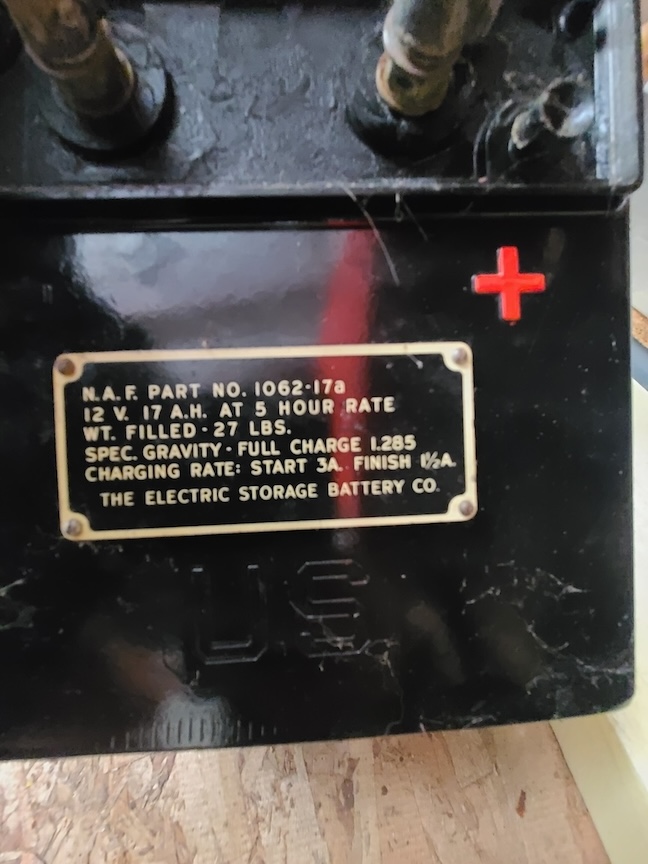 N.A.F. PART NO. 1062-17a
12 V. 17 A.H. AT 5 HOUR RATE
WT. FILLED · 27 LBS.
SPEC. GRAVITY · FULL CHARGE 1.285
CHARGING RATE: START 3A. FINISH 1½A.
THE ELECTRIC STORAGE BATTERY CO.
U.S.